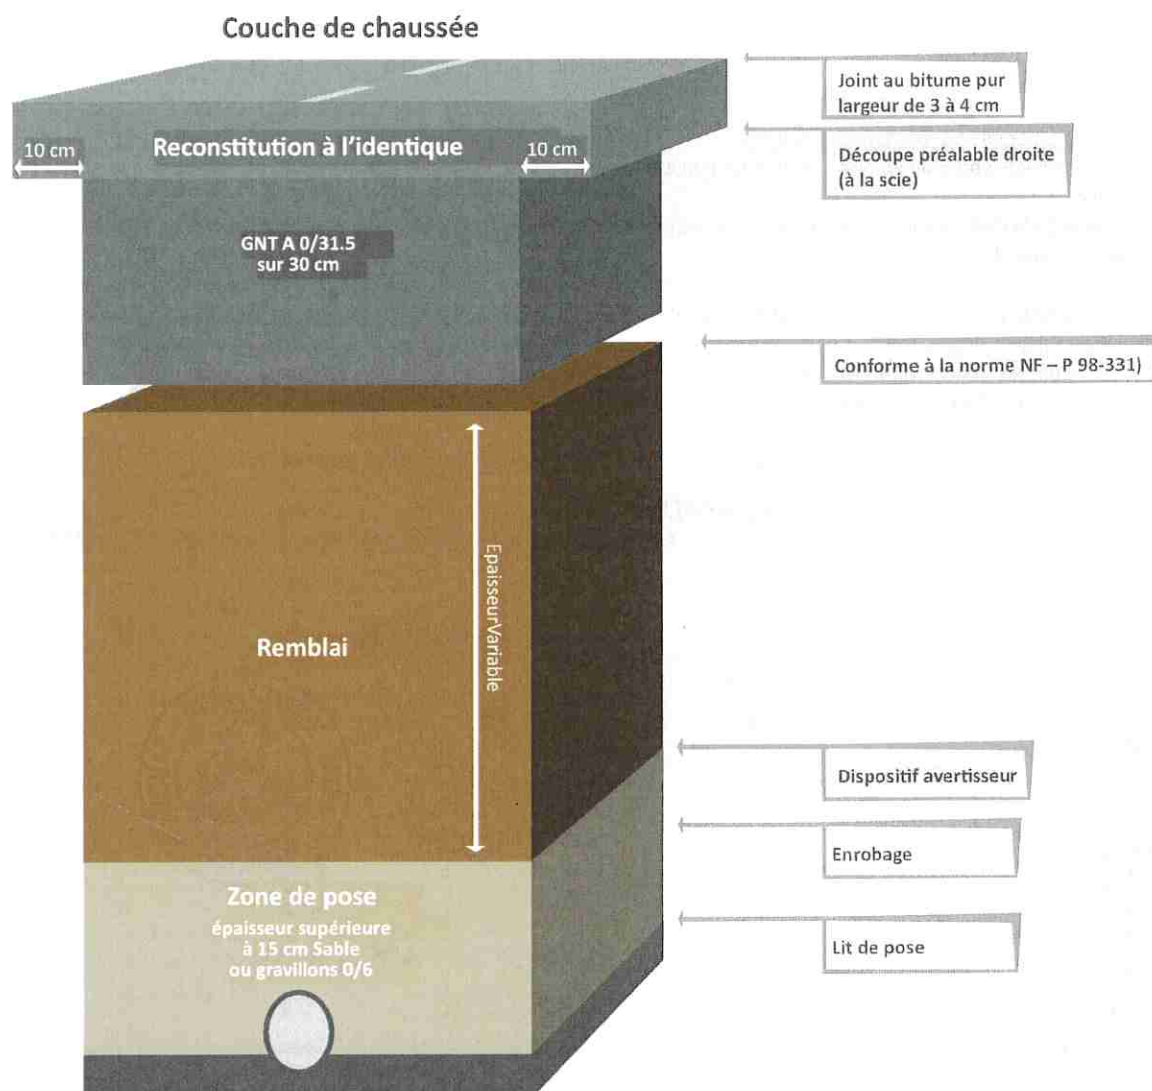 Couche de chaussée
Joint au bitume pur
largeur de 3 à 4 cm
10 cm
Reconstitution à l'identique
10 cm
Découpe préalable droite
(à la scie)
GNT A 0/31.5
sur 30 cm
Conforme à la norme NF – P 98-331)
EpaisseurVariable
Remblai
Dispositif avertisseur
Enrobage
Zone de pose
épaisseur supérieure
à 15 cm Sable
ou gravillons 0/6
Lit de pose